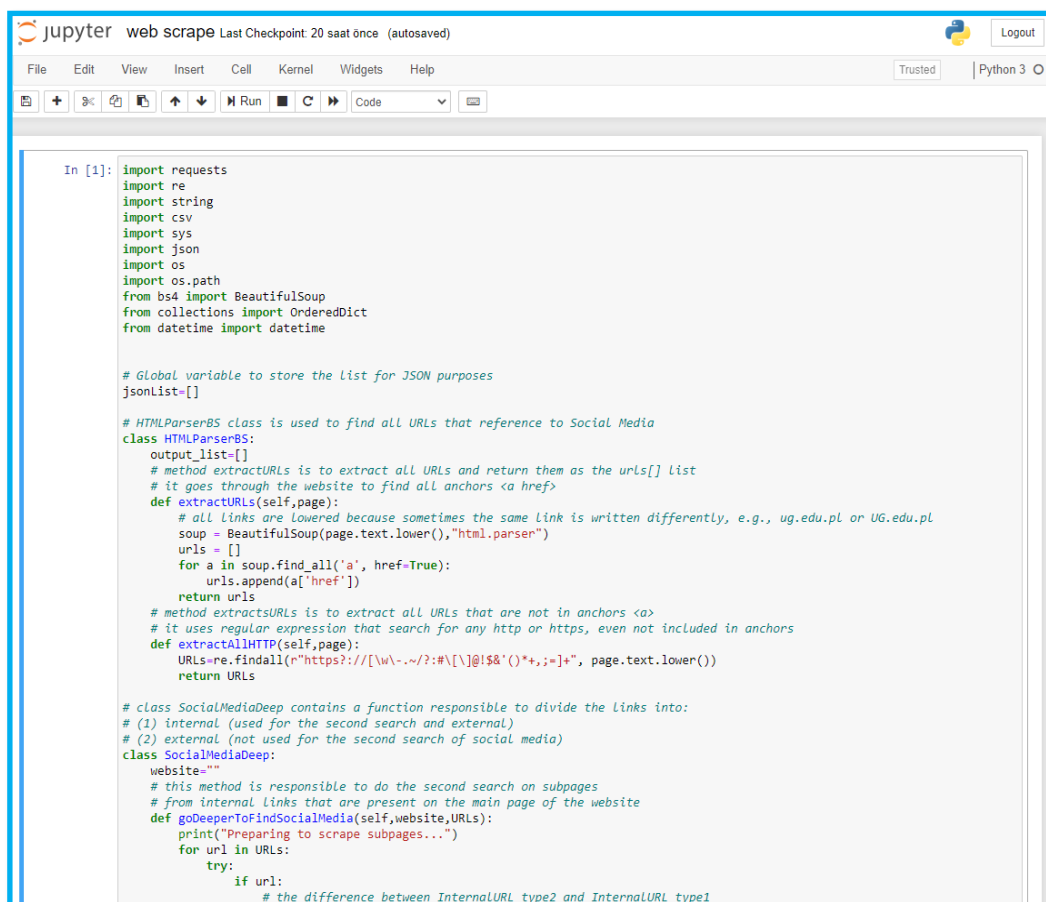 jupyter web scrape Last Checkpoint: 20 saat önce (autosaved) Logout
File Edit View Insert Cell Kernel Widgets Help Trusted Python 3
Run Code
In [1]: import requests
import re
import string
import csv
import sys
import json
import os
import os.path
from bs4 import BeautifulSoup
from collections import OrderedDict
from datetime import datetime
# Global variable to store the list for JSON purposes
jsonList=[]
# HTMLParserBS class is used to find all URLs that reference to Social Media
class HTMLParserBS:
    output_list=[]
    # method extractURLs is to extract all URLs and return them as the urls[] list
    # it goes through the website to find all anchors <a href>
    def extractURLs(self,page):
        # all links are lowered because sometimes the same link is written differently, e.g., ug.edu.pl or UG.edu.pl
        soup = BeautifulSoup(page.text.lower(),"html.parser")
        urls = []
        for a in soup.find_all('a', href=True):
            urls.append(a['href'])
        return urls
    # method extractsURLs is to extract all URLs that are not in anchors <a>
    # it uses regular expression that search for any http or https, even not included in anchors
    def extractAllHTTP(self,page):
        URLs=re.findall(r"https?://[\w\-.~/?:#\[\]@!$&'()*+,;=]+", page.text.lower())
        return URLs
# class SocialMediaDeep contains a function responsible to divide the links into:
# (1) internal (used for the second search and external)
# (2) external (not used for the second search of social media)
class SocialMediaDeep:
    website=""
    # this method is responsible to do the second search on subpages
    # from internal links that are present on the main page of the website
    def goDeeperToFindSocialMedia(self,website,URLs):
        print("Preparing to scrape subpages...")
        for url in URLs:
            try:
                if url:
                    # the difference between InternalURL type2 and InternalURL type1